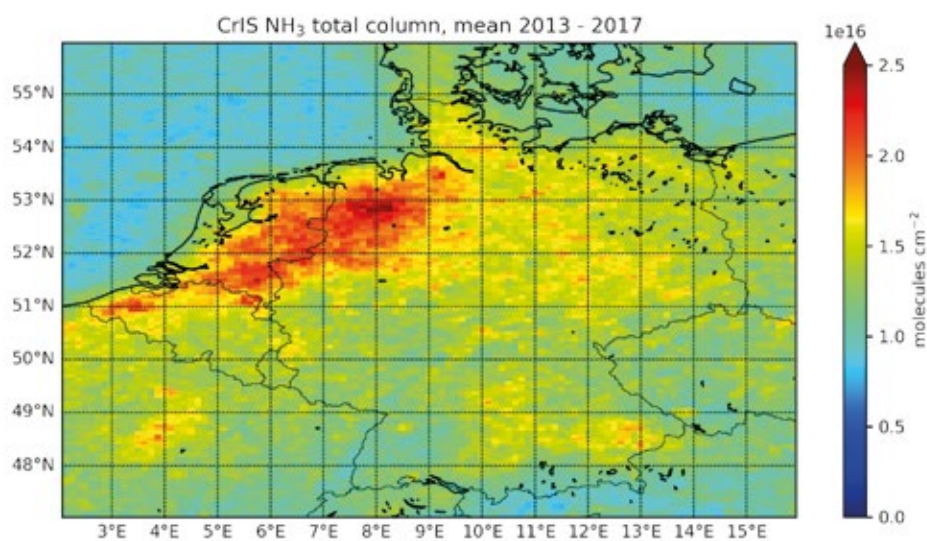 CrIS NH₃ total column, mean 2013 - 2017
1e16
55°N
54°N
53°N
52°N
51°N
50°N
49°N
48°N
3°E 4°E 5°E 6°E 7°E 8°E 9°E 10°E 11°E 12°E 13°E 14°E 15°E
2.5
2.0
1.5
1.0
0.5
0.0
molecules cm⁻²